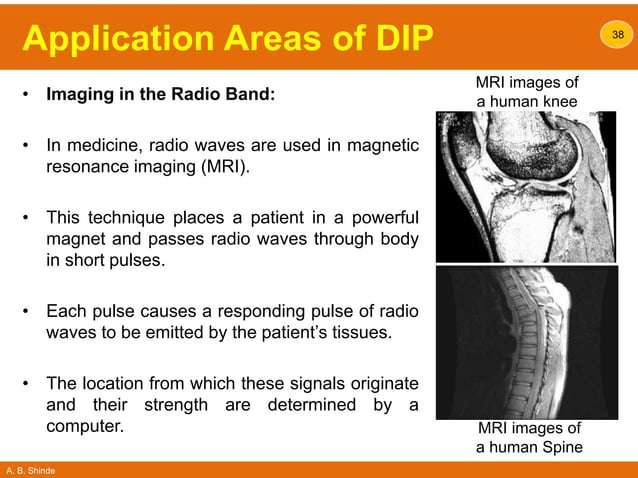 Application Areas of DIP
38
• Imaging in the Radio Band:
• In medicine, radio waves are used in magnetic
resonance imaging (MRI).
• This technique places a patient in a powerful
magnet and passes radio waves through body
in short pulses.
• Each pulse causes a responding pulse of radio
waves to be emitted by the patient’s tissues.
• The location from which these signals originate
and their strength are determined by a
computer.
MRI images of
a human knee
MRI images of
a human Spine
A. B. Shinde